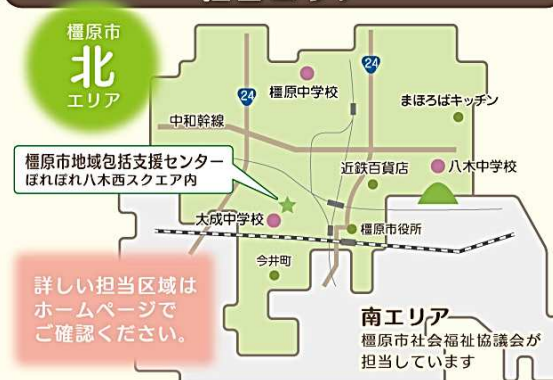 橿原市
北
エリア
24
24
橿原中学校
まほろばキッチン
中和幹線
橿原市地域包括支援センター
ぽれぽれ八木西スクエア内
近鉄百貨店
八木中学校
大成中学校
橿原市役所
今井町
詳しい担当区域は
ホームページで
ご確認ください。
南エリア
橿原市社会福祉協議会が
担当しています